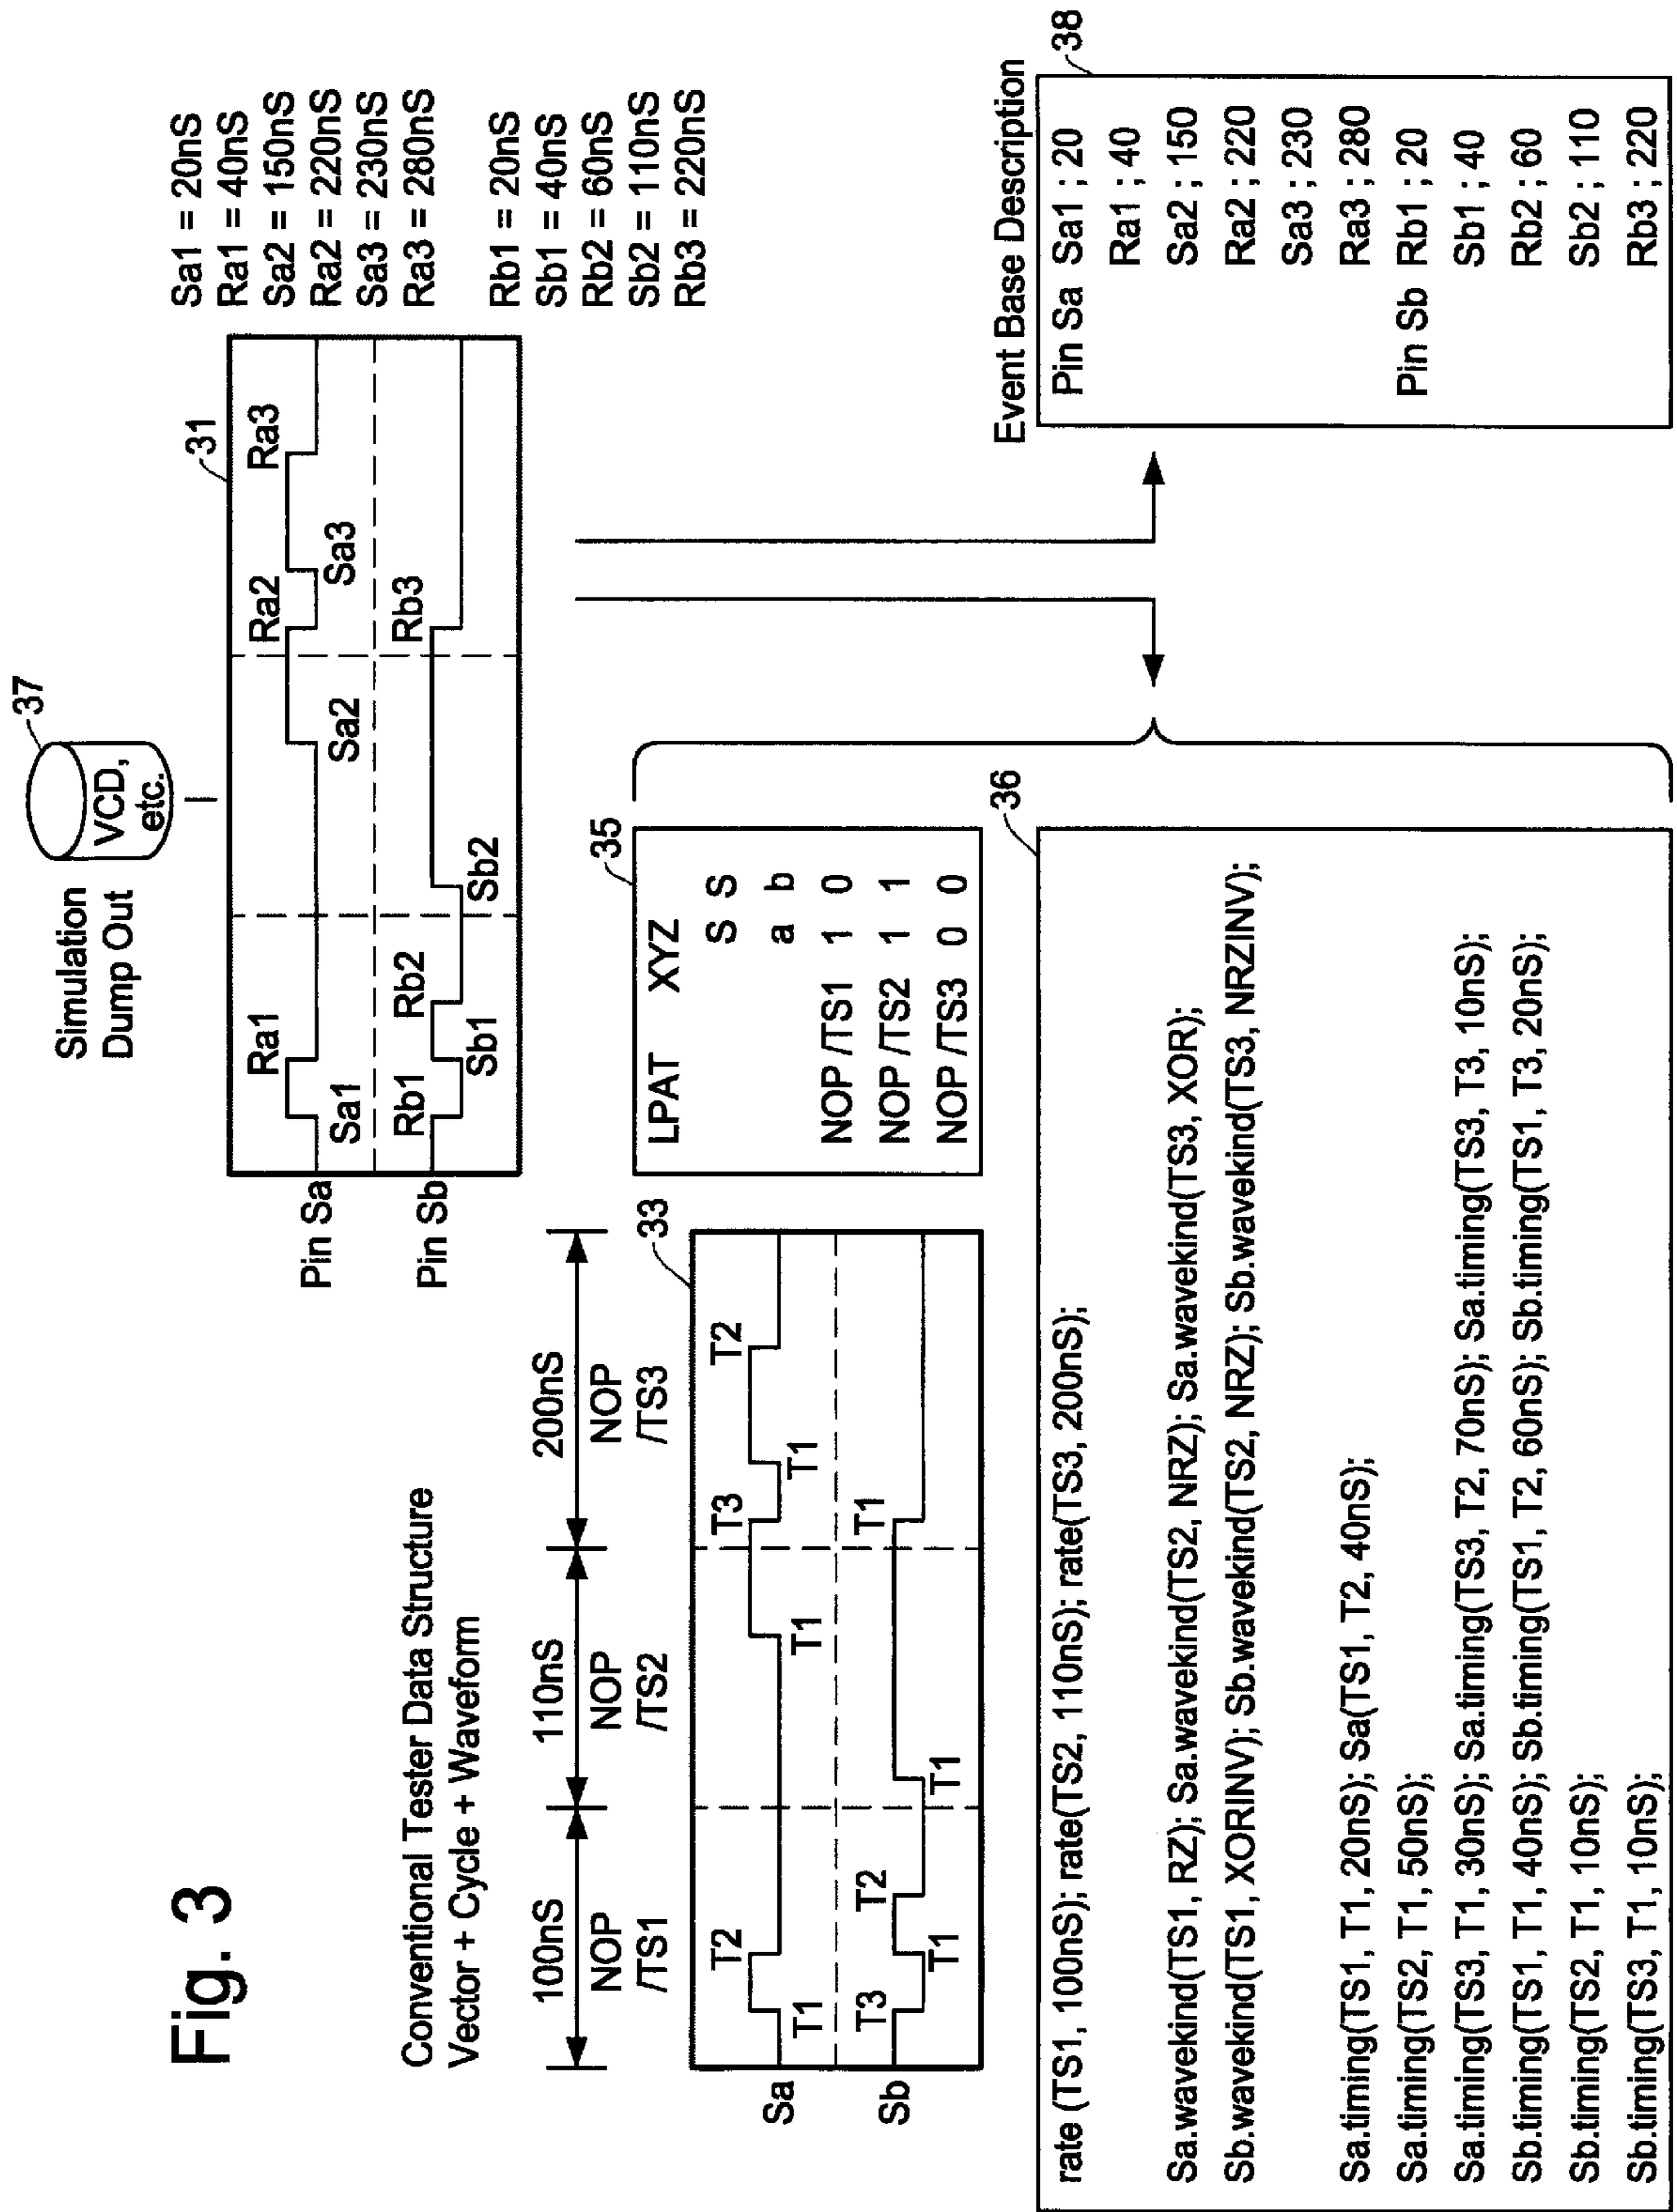 Fig. 3
Simulation
Dump Out
VCD,
etc.
37
31
Pin Sa
Sa1
Ra1
Sa2
Ra2
Sa3
Ra3
Pin Sb
Rb1
Sb1
Rb2
Sb2
Rb3
Sa1 = 20nS
Ra1 = 40nS
Sa2 = 150nS
Ra2 = 220nS
Sa3 = 230nS
Ra3 = 280nS
Rb1 = 20nS
Sb1 = 40nS
Rb2 = 60nS
Sb2 = 110nS
Rb3 = 220nS
Conventional Tester Data Structure
Vector + Cycle + Waveform
100nS
110nS
200nS
NOP
NOP
NOP
/TS1
/TS2
/TS3
33
Sa
T1
T2
T1
T3
T1
T2
Sb
T3
T1
T2
T1
T1
35
LPAT XYZ
S S
a b
NOP /TS1 1 0
NOP /TS2 1 1
NOP /TS3 0 0
Event Base Description
38
Pin Sa Sa1 ; 20
Ra1 ; 40
Sa2 ; 150
Ra2 ; 220
Sa3 ; 230
Ra3 ; 280
Pin Sb Rb1 ; 20
Sb1 ; 40
Rb2 ; 60
Sb2 ; 110
Rb3 ; 220
36
rate (TS1, 100nS); rate(TS2, 110nS); rate(TS3, 200nS);
Sa.wavekind(TS1, RZ); Sa.wavekind(TS2, NRZ); Sa.wavekind(TS3, XOR);
Sb.wavekind(TS1, XORINV); Sb.wavekind(TS2, NRZ); Sb.wavekind(TS3, NRZINV);
Sa.timing(TS1, T1, 20nS); Sa(TS1, T2, 40nS);
Sa.timing(TS2, T1, 50nS);
Sa.timing(TS3, T1, 30nS); Sa.timing(TS3, T2, 70nS); Sa.timing(TS3, T3, 10nS);
Sb.timing(TS1, T1, 40nS); Sb.timing(TS1, T2, 60nS); Sb.timing(TS1, T3, 20nS);
Sb.timing(TS2, T1, 10nS);
Sb.timing(TS3, T1, 10nS);